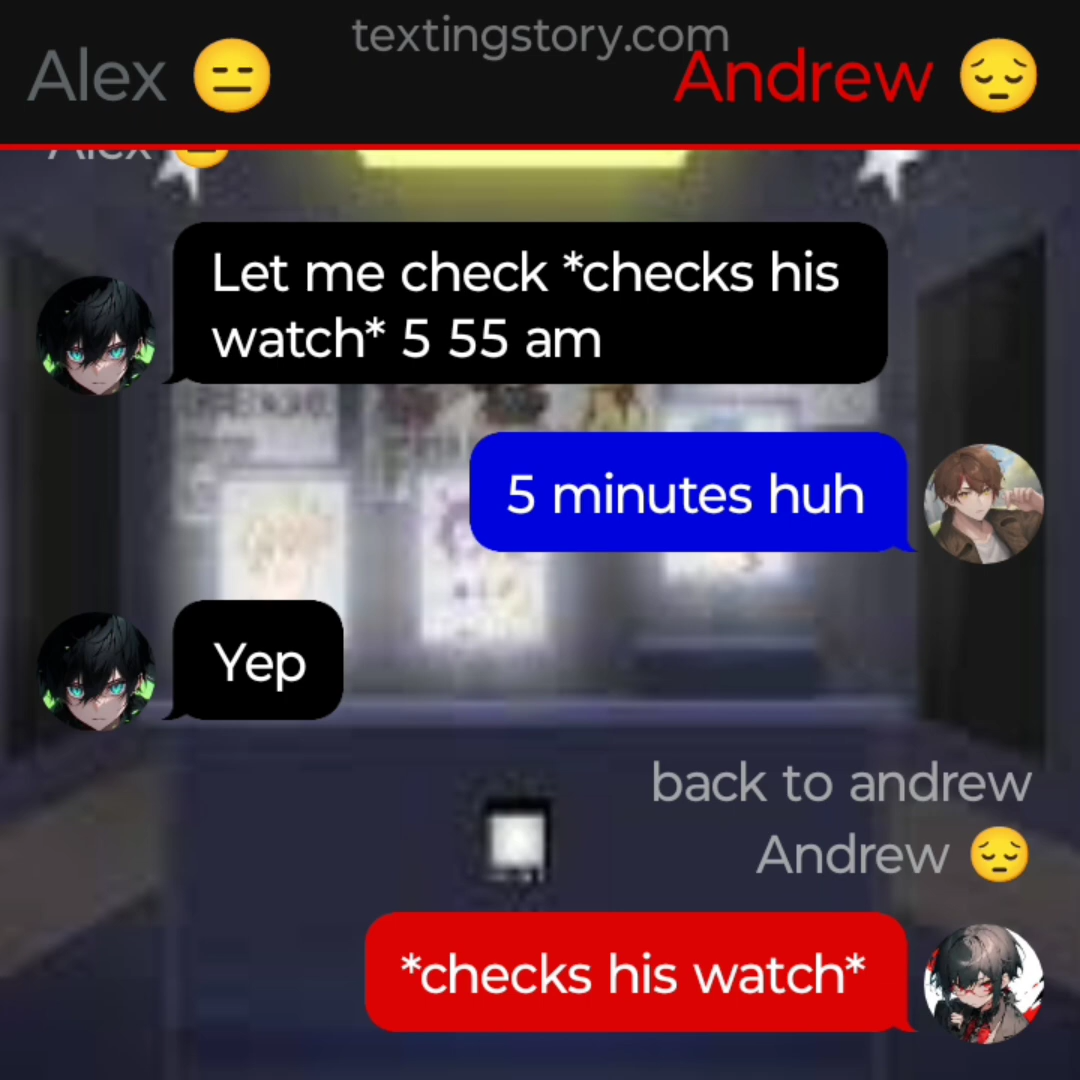 textingstory.com
Alex 😑
Andrew 😔
Alex 😑
Let me check *checks his
watch* 5 55 am
5 minutes huh
Yep
back to andrew
Andrew 😔
*checks his watch*